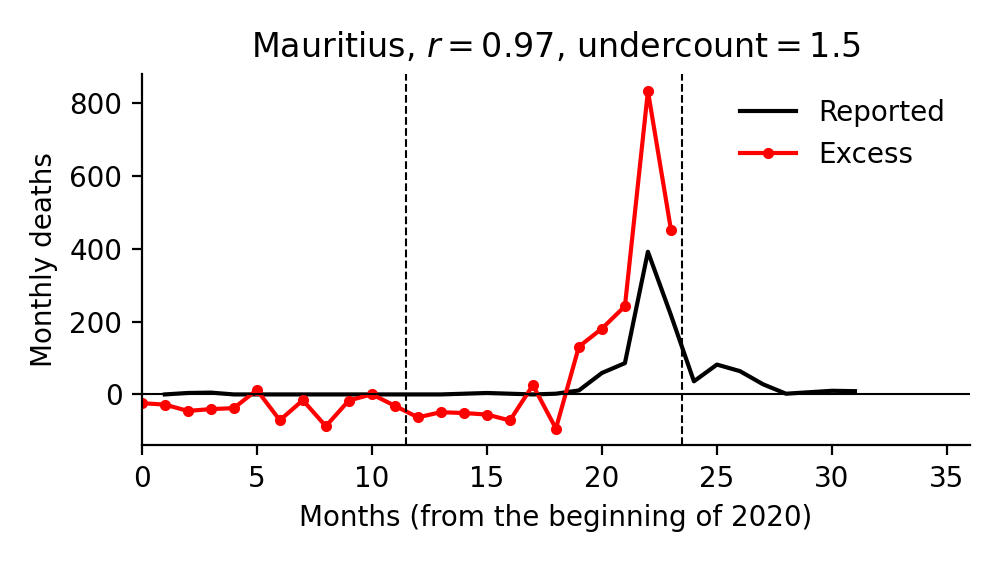 Mauritius, r = 0.97, undercount = 1.5
Monthly deaths
800
600
400
200
0
Reported
Excess
0 5 10 15 20 25 30 35
Months (from the beginning of 2020)